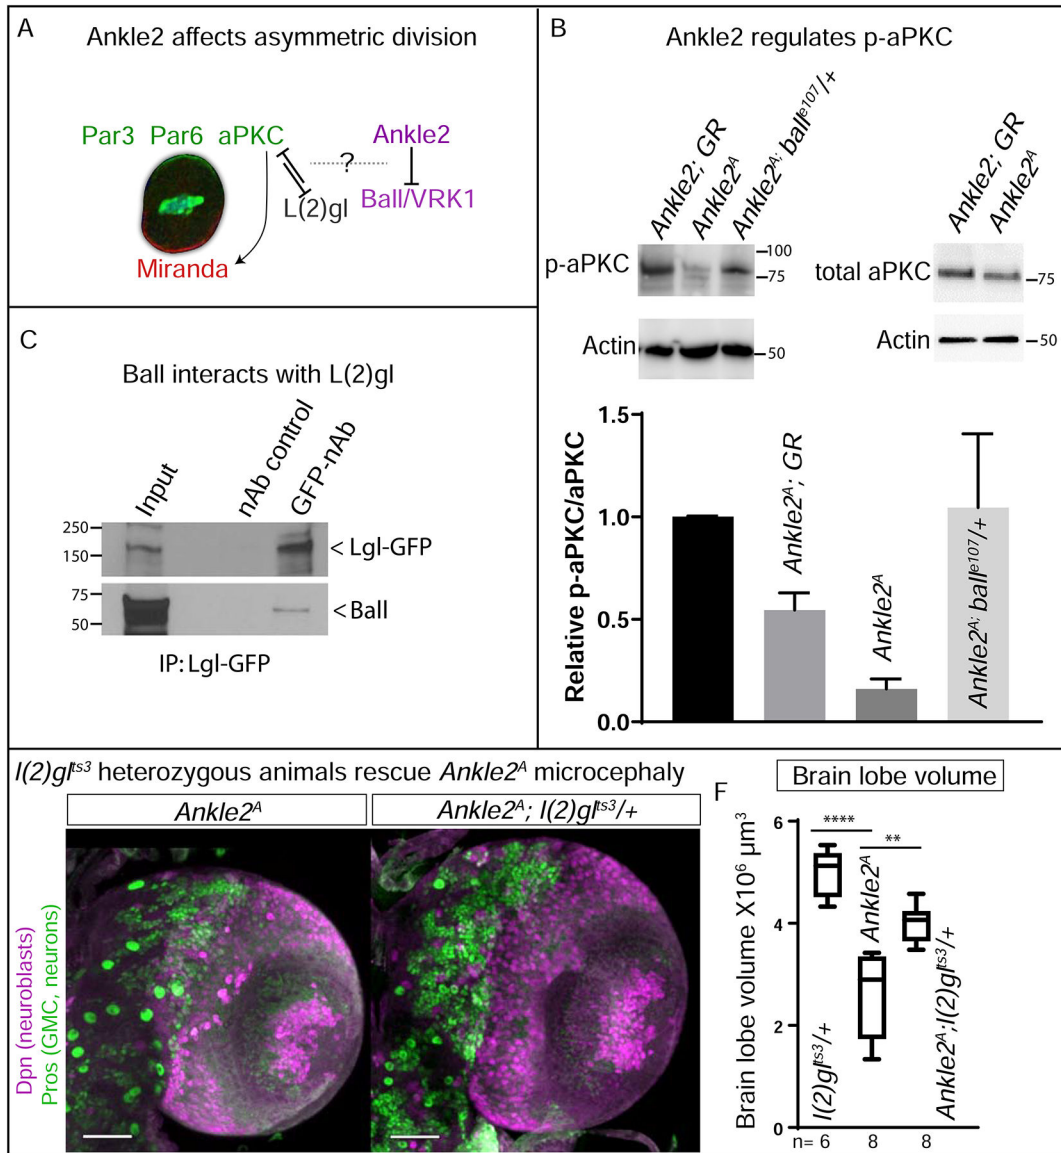 A
Ankle2 affects asymmetric division
Par3 Par6 aPKC
Ankle2
?
L(2)gl
Ball/VRK1
Miranda
B
Ankle2 regulates p-aPKC
Ankle2; GR
Ankle2A
Ankle2A; balle107/+
Ankle2; GR
Ankle2A
p-aPKC
100
75
total aPKC
75
Actin
50
Actin
50
Relative p-aPKC/aPKC
1.5
1.0
0.5
0.0
Ankle2A; GR
Ankle2A
Ankle2A; balle107/+
C
Ball interacts with L(2)gl
Input
nAb control
GFP-nAb
250
150
< Lgl-GFP
75
50
<Ball
IP: Lgl-GFP
l(2)glts3 heterozygous animals rescue Ankle2A microcephaly
Ankle2A
Ankle2A; l(2)glts3/+
Dpn (neuroblasts)
Pros (GMC, neurons)
F
Brain lobe volume
Brain lobe volume X10⁶ µm³
6
4
2
0
****
**
l(2)glts3/+
Ankle2A
Ankle2A;l(2)glts3/+
n= 6 8 8